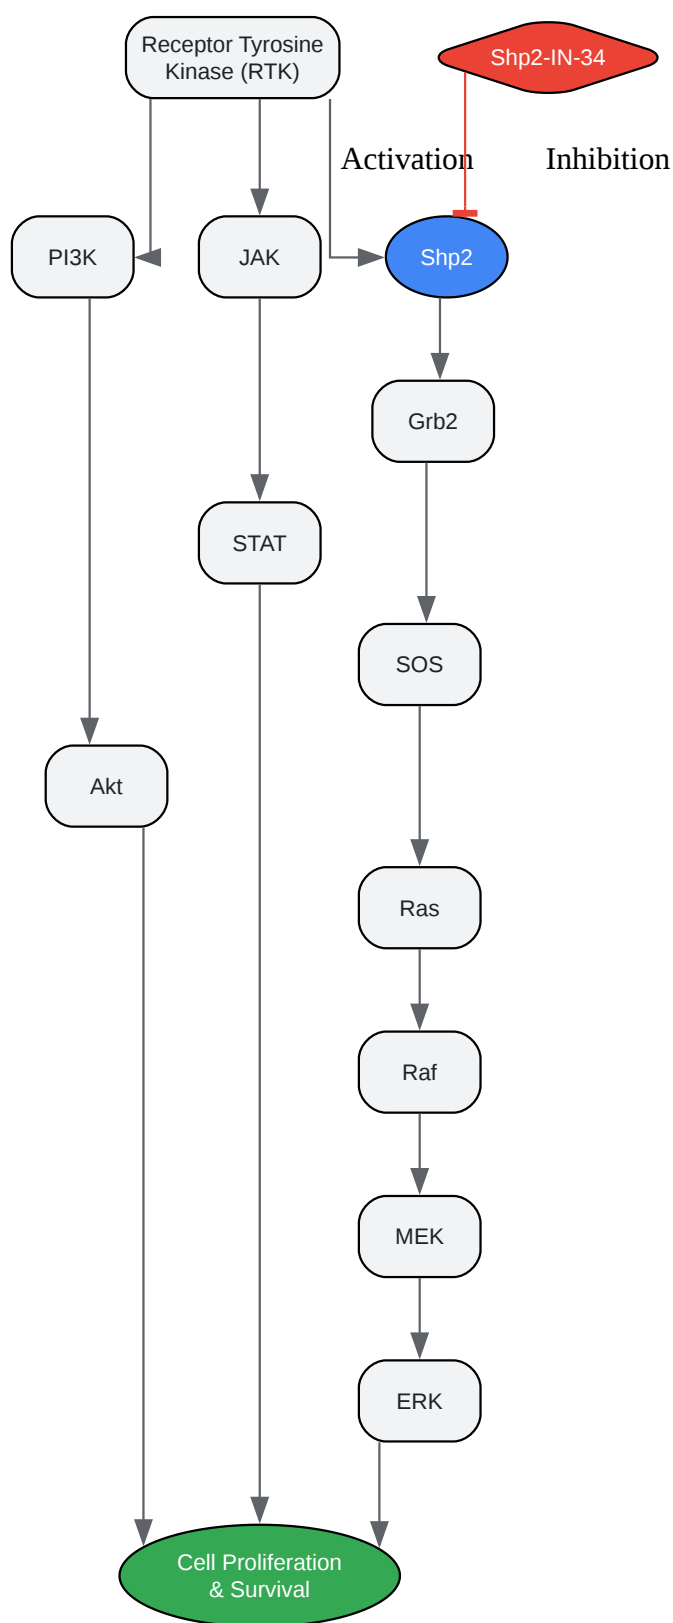 Receptor Tyrosine
Kinase (RTK)
Shp2-IN-34
Activation
Inhibition
PI3K
JAK
Shp2
Grb2
STAT
SOS
Akt
Ras
Raf
MEK
ERK
Cell Proliferation
& Survival